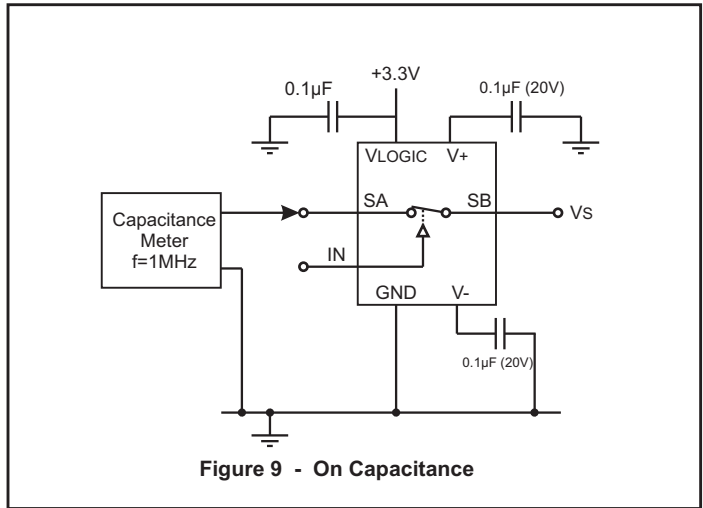 +3.3V
0.1µF
0.1µF (20V)
VLOGIC V+
SA SB
VS
Capacitance
Meter
f=1MHz
IN
GND V-
0.1µF (20V)
Figure 9 - On Capacitance